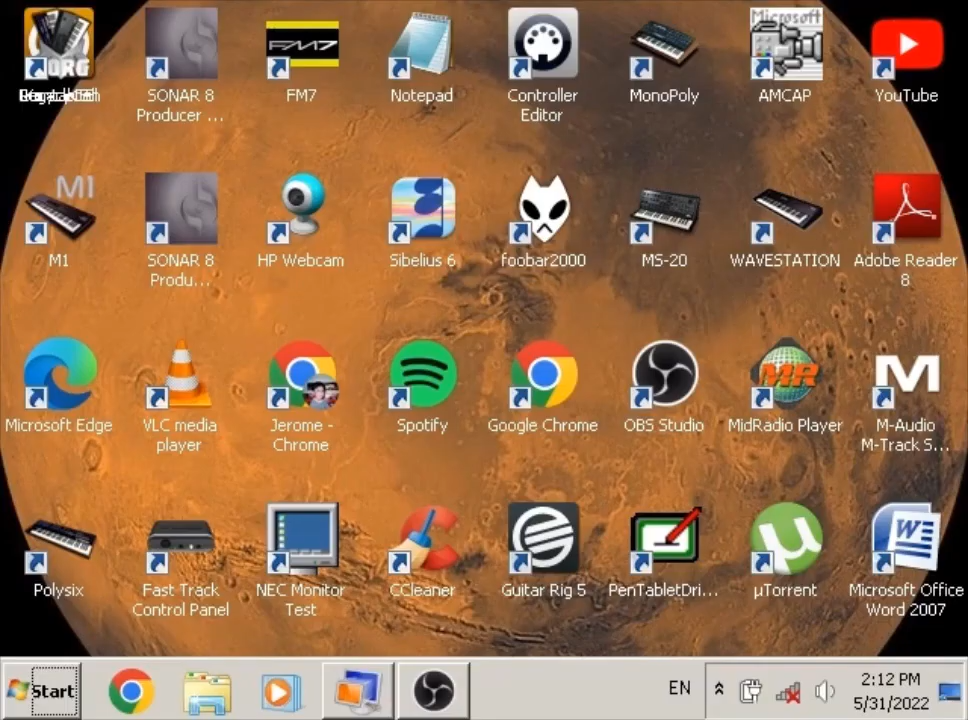 KORG
FM7
Microsoft
SONAR 8
Producer ...
FM7
Notepad
Controller
Editor
MonoPoly
AMCAP
YouTube
M1
M1
SONAR 8
Produ...
HP Webcam
Sibelius 6
foobar2000
MS-20
WAVESTATION
Adobe Reader
8
MR
M
Microsoft Edge
VLC media
player
Jerome -
Chrome
Spotify
Google Chrome
OBS Studio
MidRadio Player
M-Audio
M-Track S...
W
Polysix
Fast Track
Control Panel
NEC Monitor
Test
CCleaner
Guitar Rig 5
PenTabletDri...
µTorrent
Microsoft Office
Word 2007
Start
EN
2:12 PM
5/31/2022